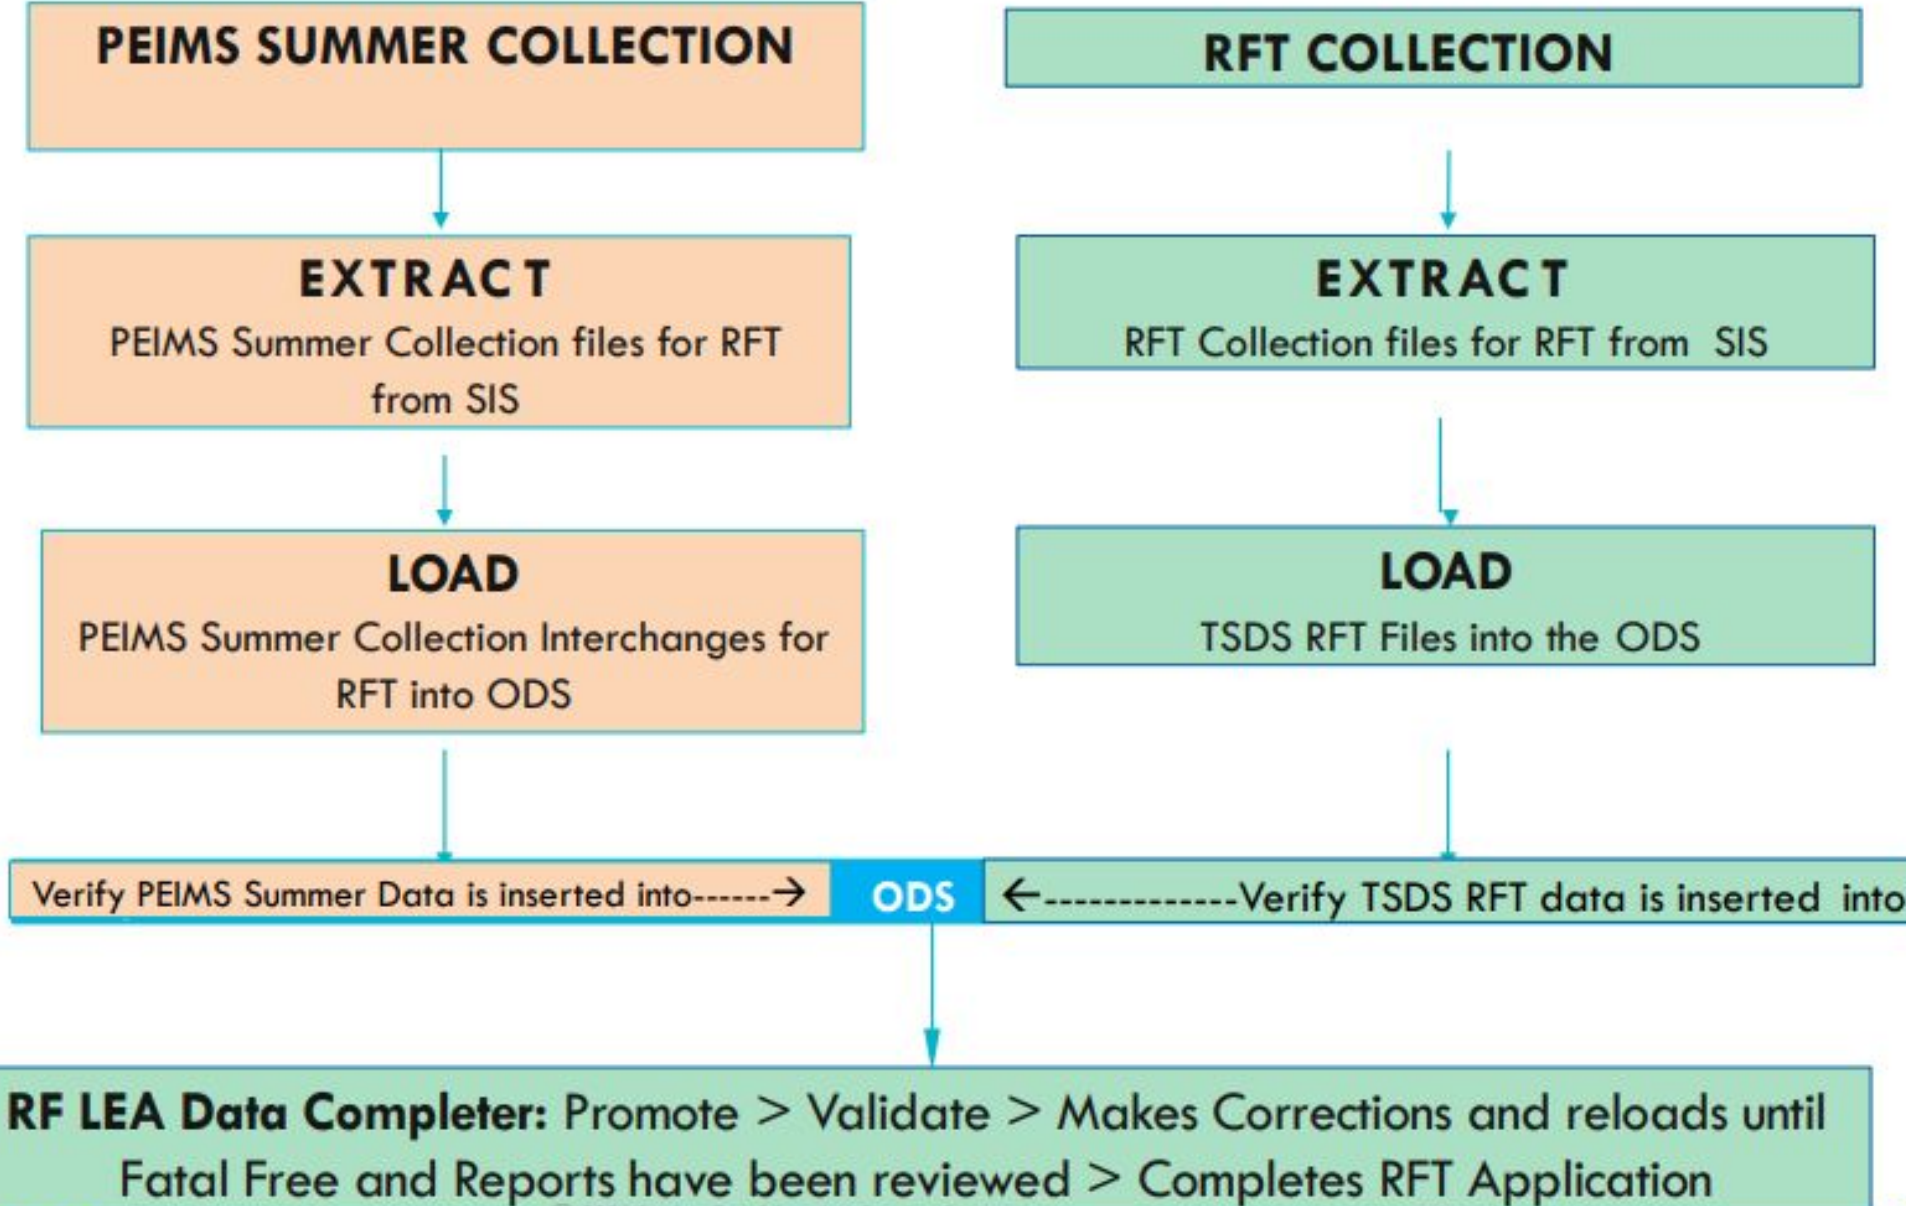 PEIMS SUMMER COLLECTION
EXTRACT
PEIMS Summer Collection files for RFT
from SIS
LOAD
PEIMS Summer Collection Interchanges for
RFT into ODS
RFT COLLECTION
EXTRACT
RFT Collection files for RFT from SIS
LOAD
TSDS RFT Files into the ODS
Verify PEIMS Summer Data is inserted into------→ ODS ←-------------Verify TSDS RFT data is inserted into
RF LEA Data Completer: Promote > Validate > Makes Corrections and reloads until
Fatal Free and Reports have been reviewed > Completes RFT Application